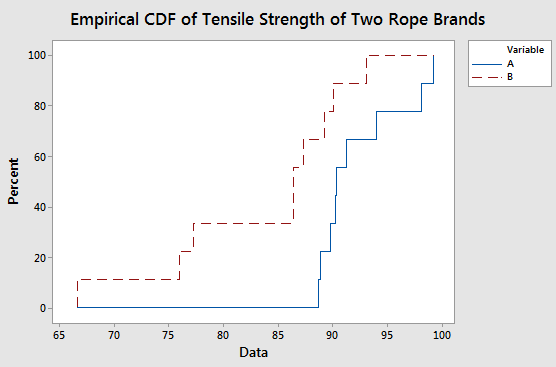 Empirical CDF of Tensile Strength of Two Rope Brands
Variable
A
B
Percent
100
80
60
40
20
0
65 70 75 80 85 90 95 100
Data